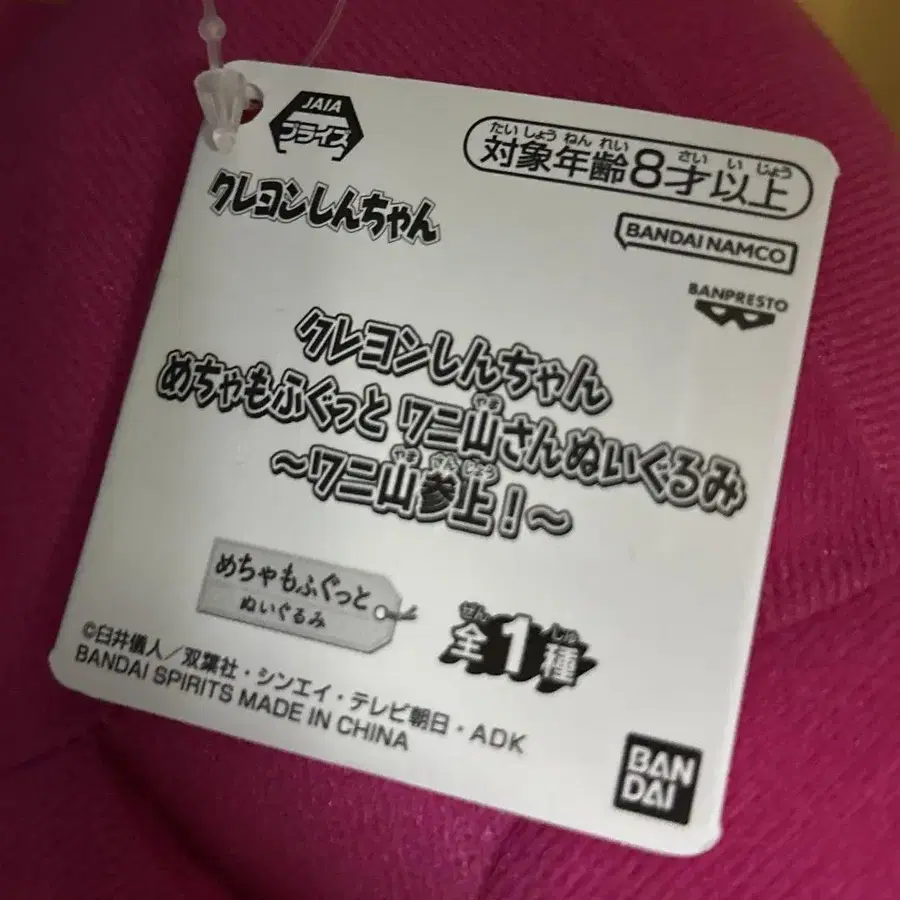 JAIA
プライズ
対象年齢8才以上
たいしょうねんれい さい いじょう
クレヨンしんちゃん
BANDAI NAMCO
BANPRESTO
クレヨンしんちゃん
めちゃもふぐっと ワニ山さんぬいぐるみ
やま
～ワニ山参上！～
やま さんじょう
めちゃもふぐっと
ぬいぐるみ
全1種
ぜん しゅ
©臼井儀人／双葉社・シンエイ・テレビ朝日・ADK
BANDAI SPIRITS MADE IN CHINA
BAN
DAI